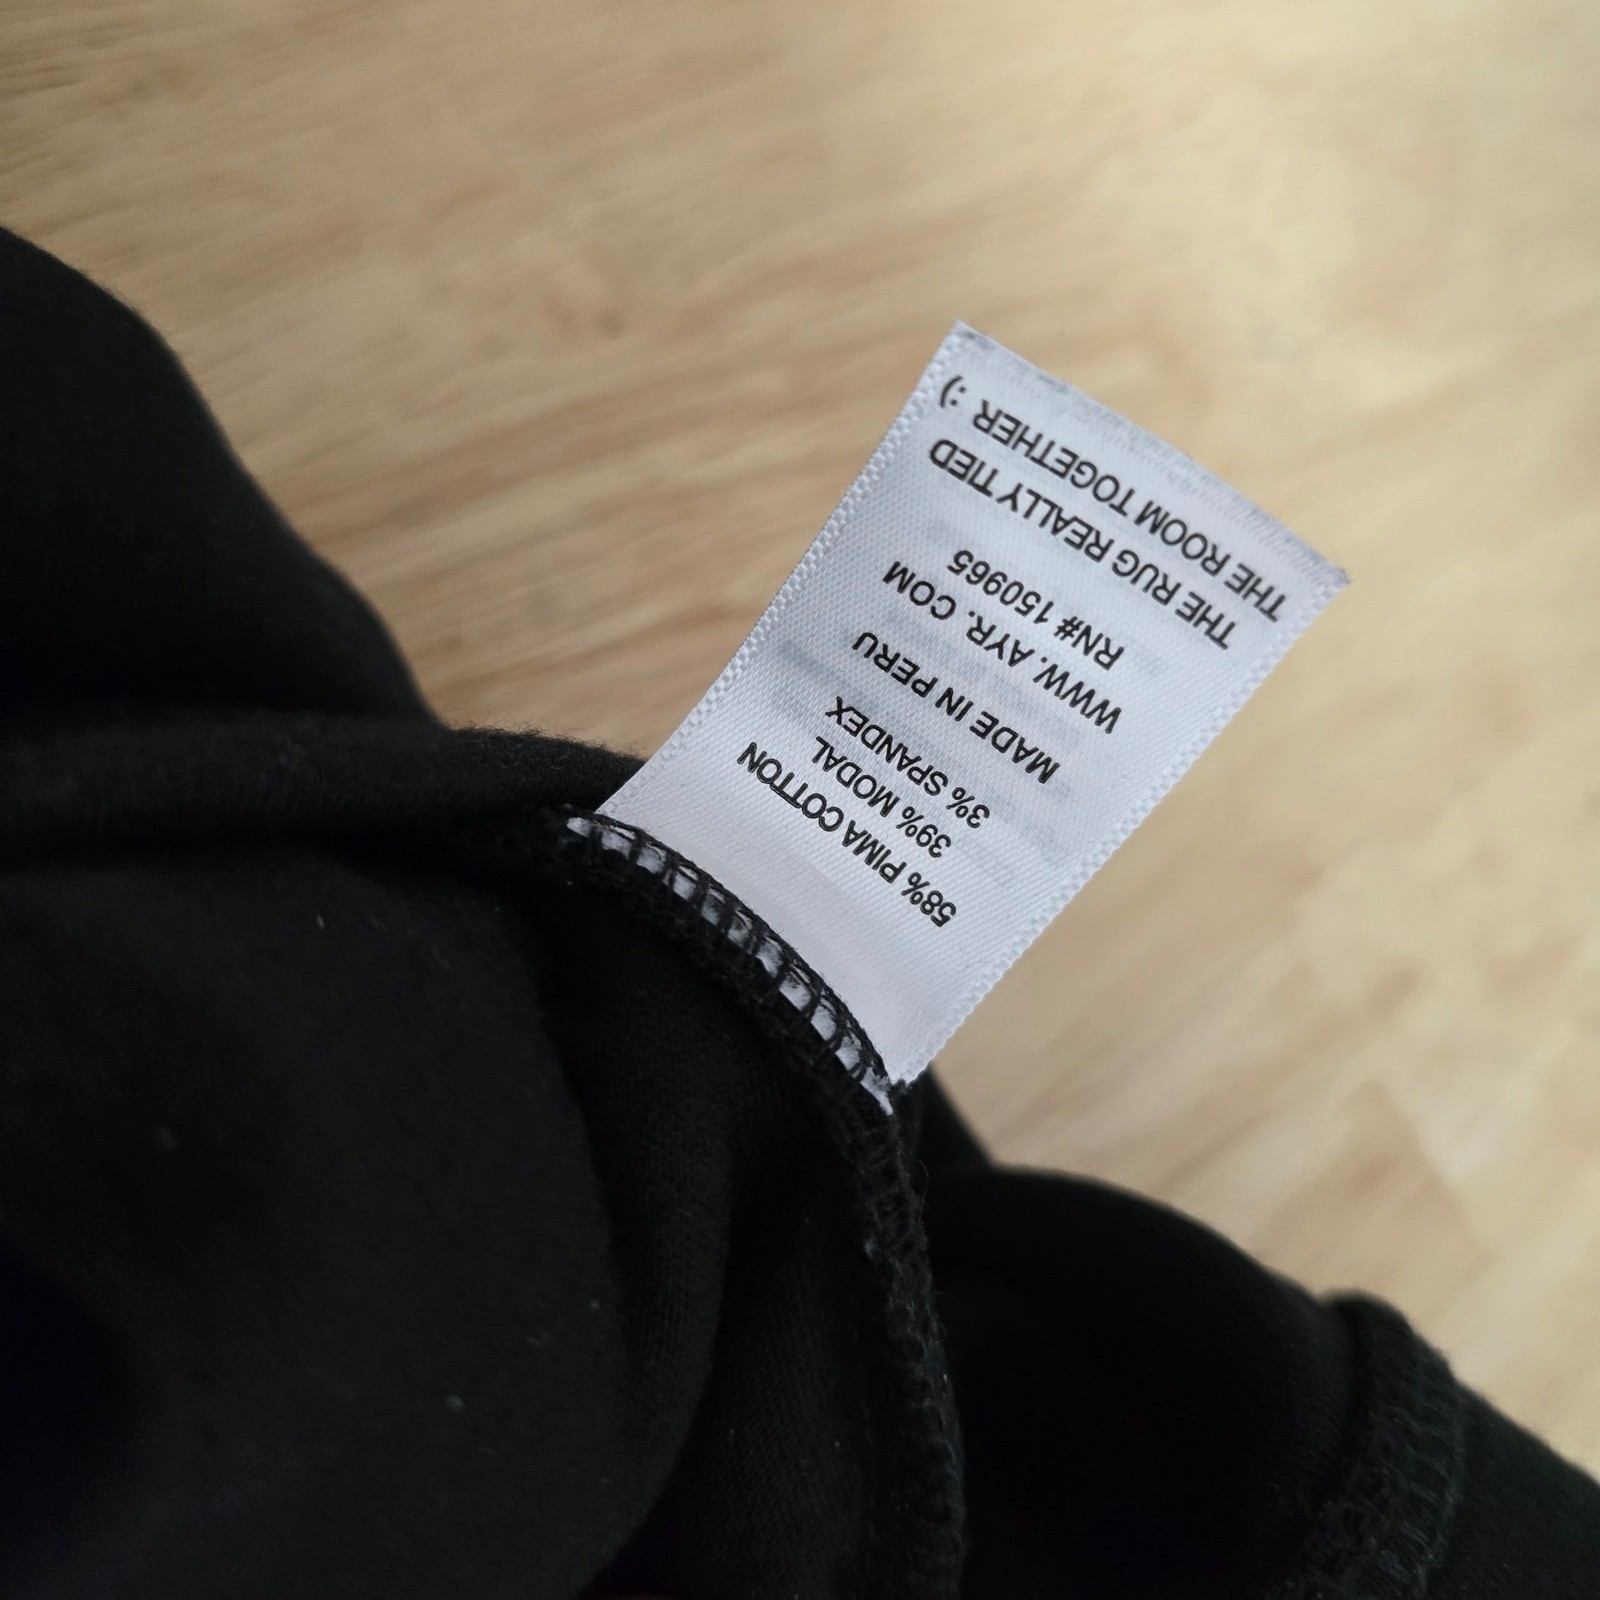 58% PIMA COTTON
39% MODAL
3% SPANDEX
MADE IN PERU
WWW. AYR. COM
RN# 150965
THE RUG REALLY TIED
THE ROOM TOGETHER :)